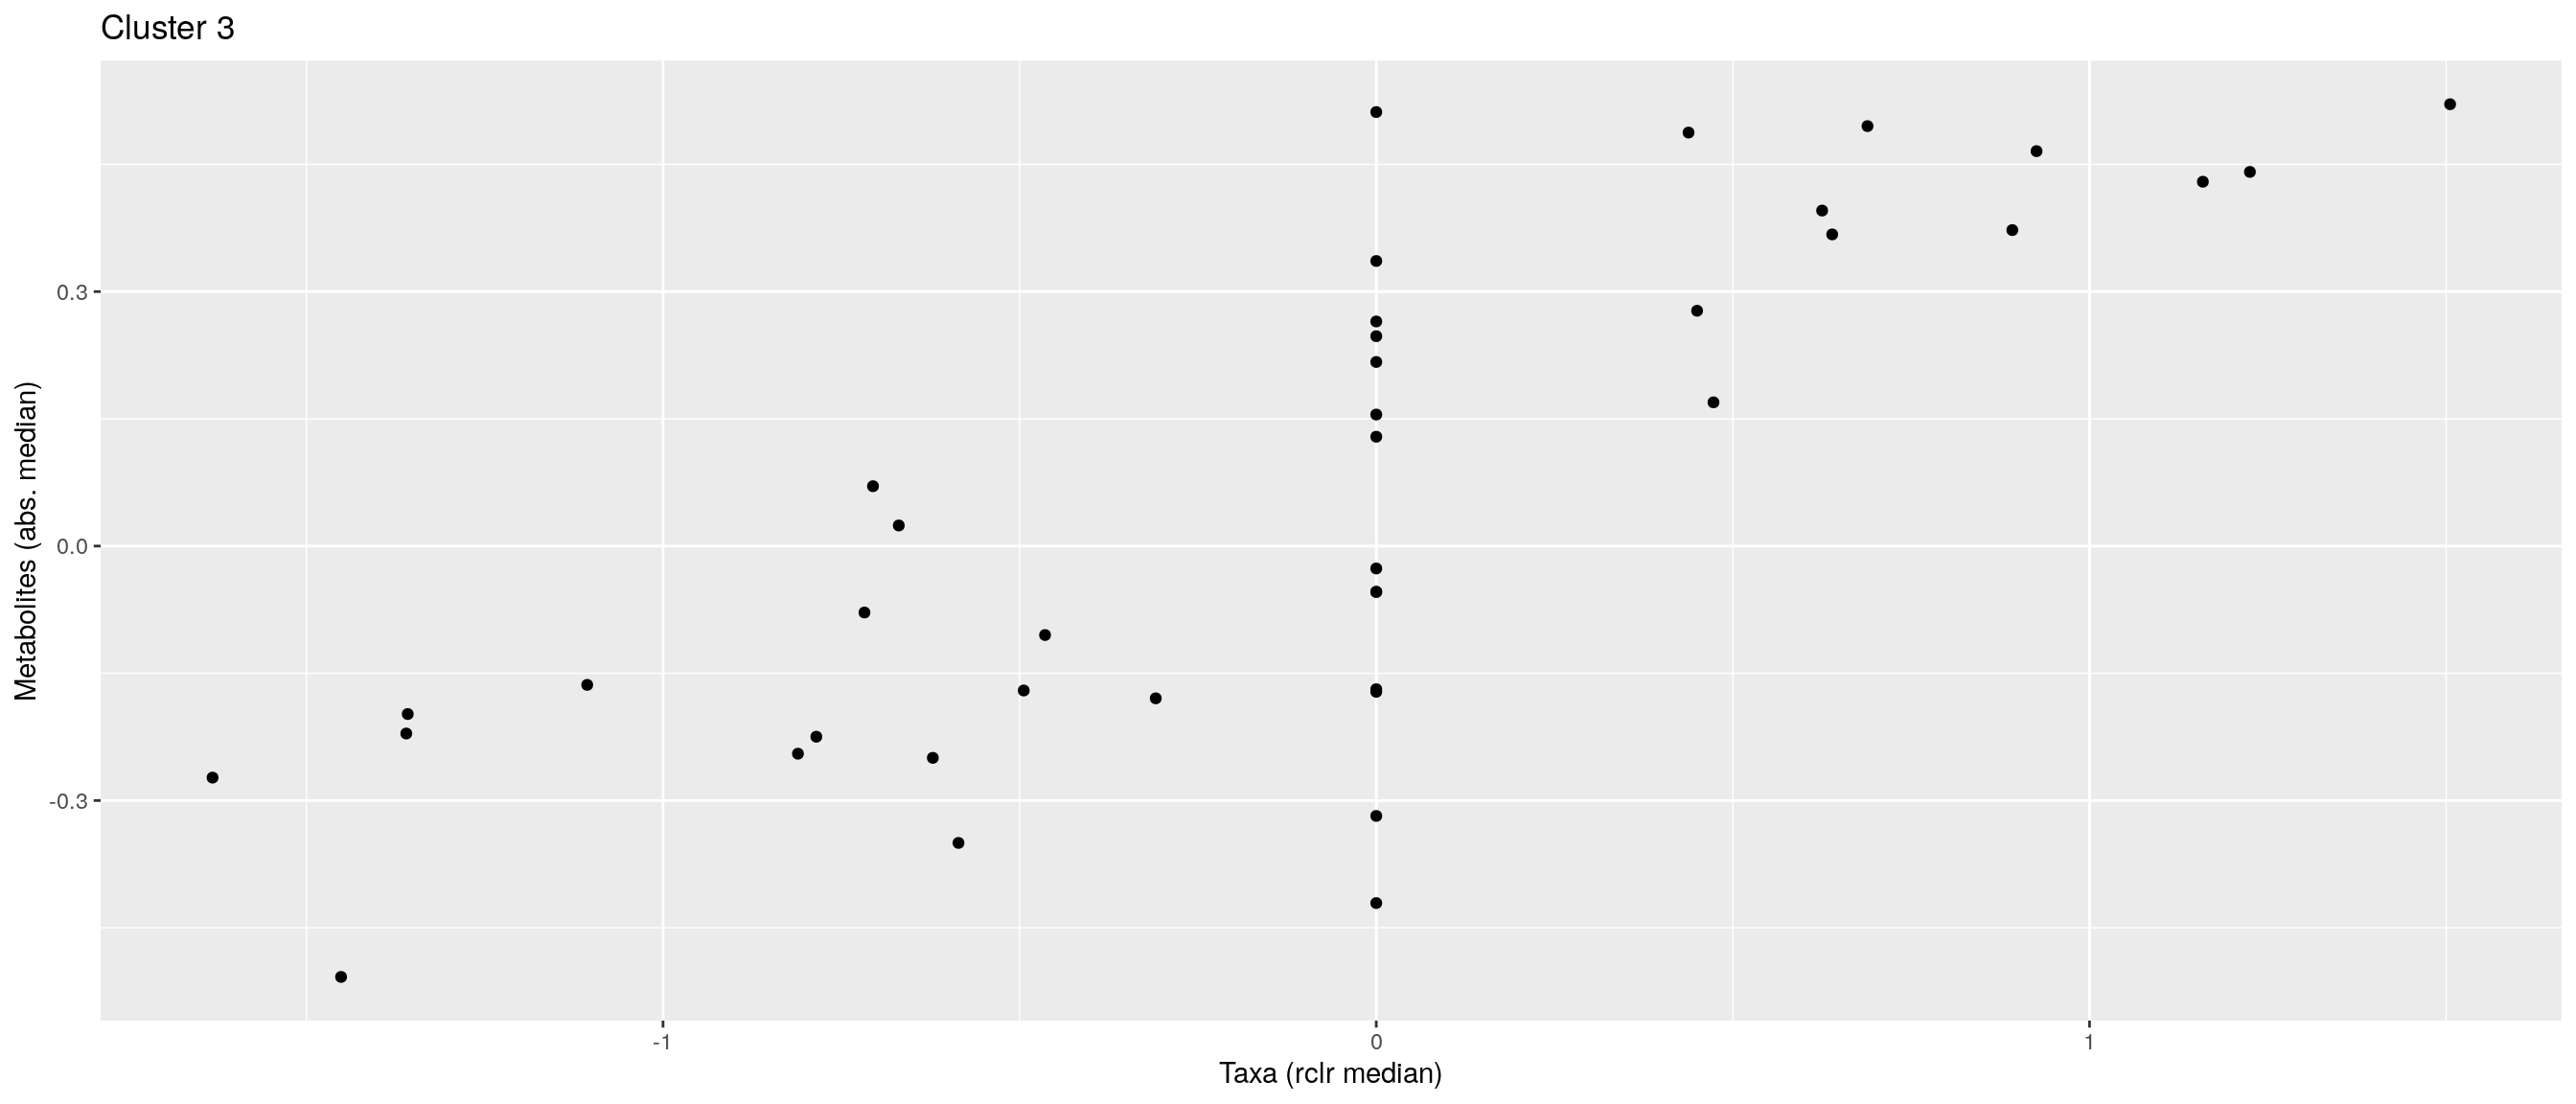 Cluster 3
Metabolites (abs. median)
0.3
0.0
-0.3
-1
0
1
Taxa (rclr median)